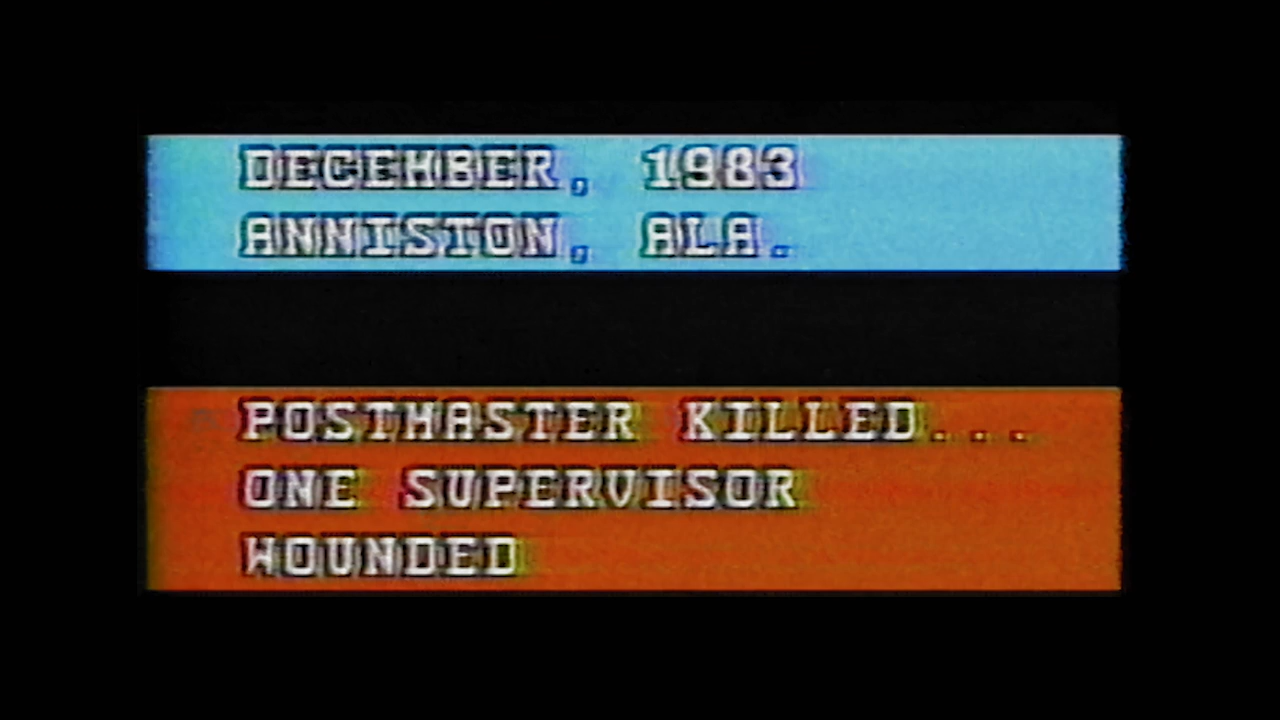 DECEMBER, 1983
ANNISTON, ALA.
POSTMASTER KILLED...
ONE SUPERVISOR
WOUNDED